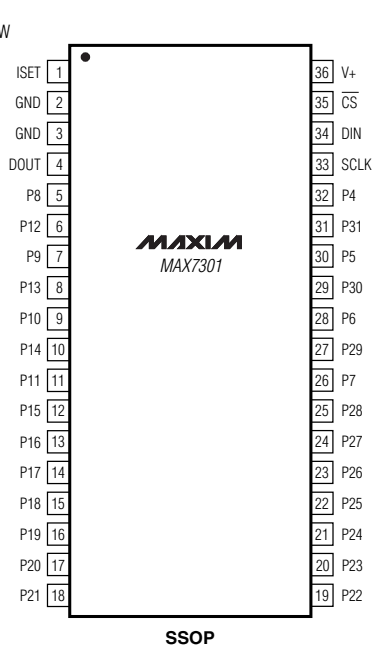 W
ISET 1
GND 2
GND 3
DOUT 4
P8 5
P12 6
P9 7
P13 8
P10 9
P14 10
P11 11
P15 12
P16 13
P17 14
P18 15
P19 16
P20 17
P21 18
MAXIM
MAX7301
36 V+
35 C̅S̅
34 DIN
33 SCLK
32 P4
31 P31
30 P5
29 P30
28 P6
27 P29
26 P7
25 P28
24 P27
23 P26
22 P25
21 P24
20 P23
19 P22
SSOP